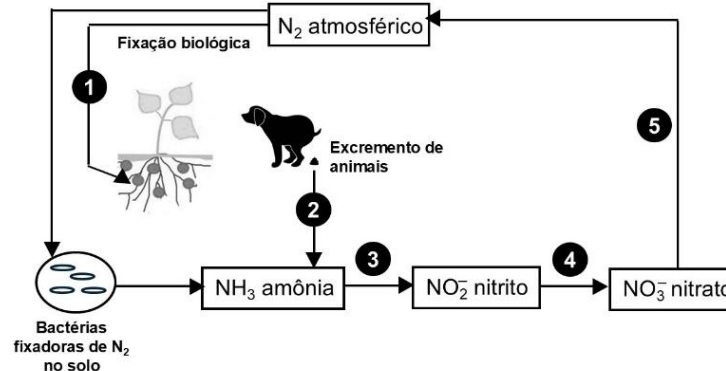 N₂ atmosférico
Fixação biológica
1
5
Excremento de
animais
2
3
4
NH₃ amônia
NO₂⁻ nitrito
NO₃⁻ nitrato
Bactérias
fixadoras de N₂
no solo